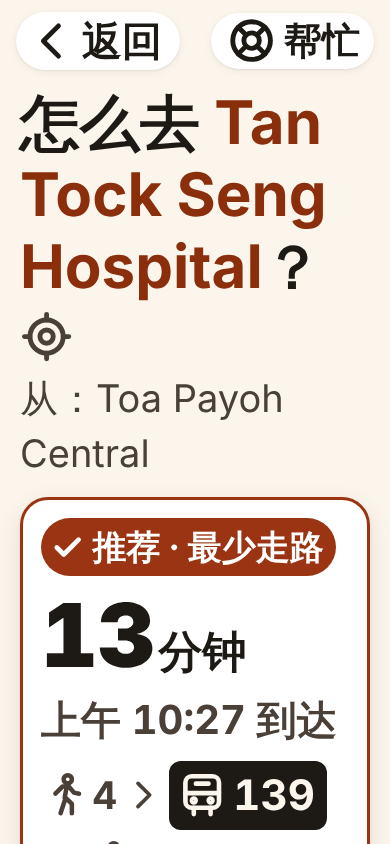 返回
帮忙
怎么去 Tan
Tock Seng
Hospital？
从：Toa Payoh
Central
推荐 · 最少走路
13分钟
上午 10:27 到达
4
139